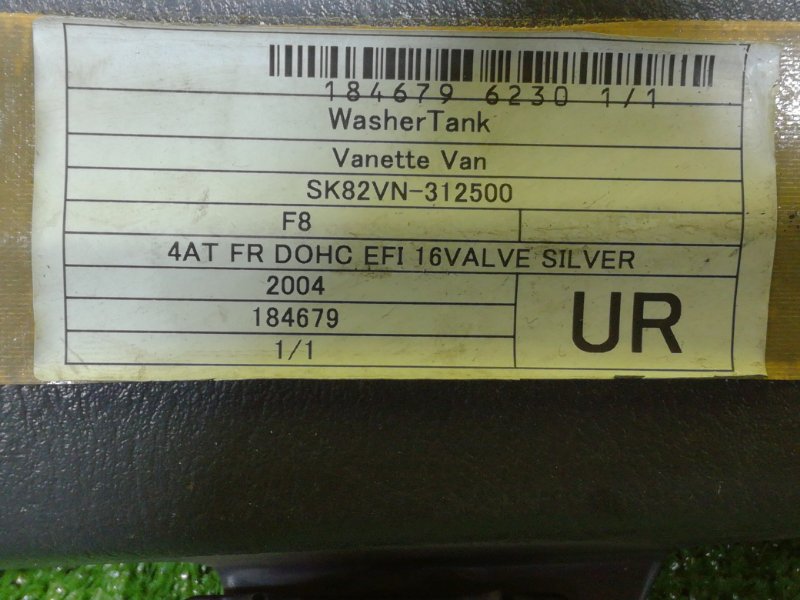 184679 6230 1/1
WasherTank
Vanette Van
SK82VN-312500
F8
4AT FR DOHC EFI 16VALVE SILVER
2004
184679
UR
1/1